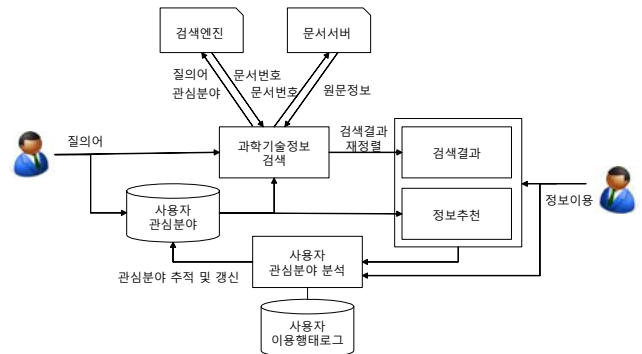 검색엔진
문서서버
질의어
관심분야
문서번호
문서번호
원문정보
질의어
과학기술정보
검색
검색결과
재정렬
검색결과
정보추천
정보이용
사용자
관심분야
관심분야 추적 및 갱신
사용자
관심분야 분석
사용자
이용행태로그